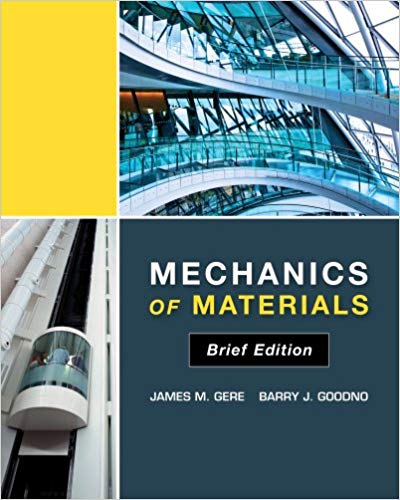 MECHANICS
OF MATERIALS
Brief Edition
JAMES M. GERE BARRY J. GOODNO